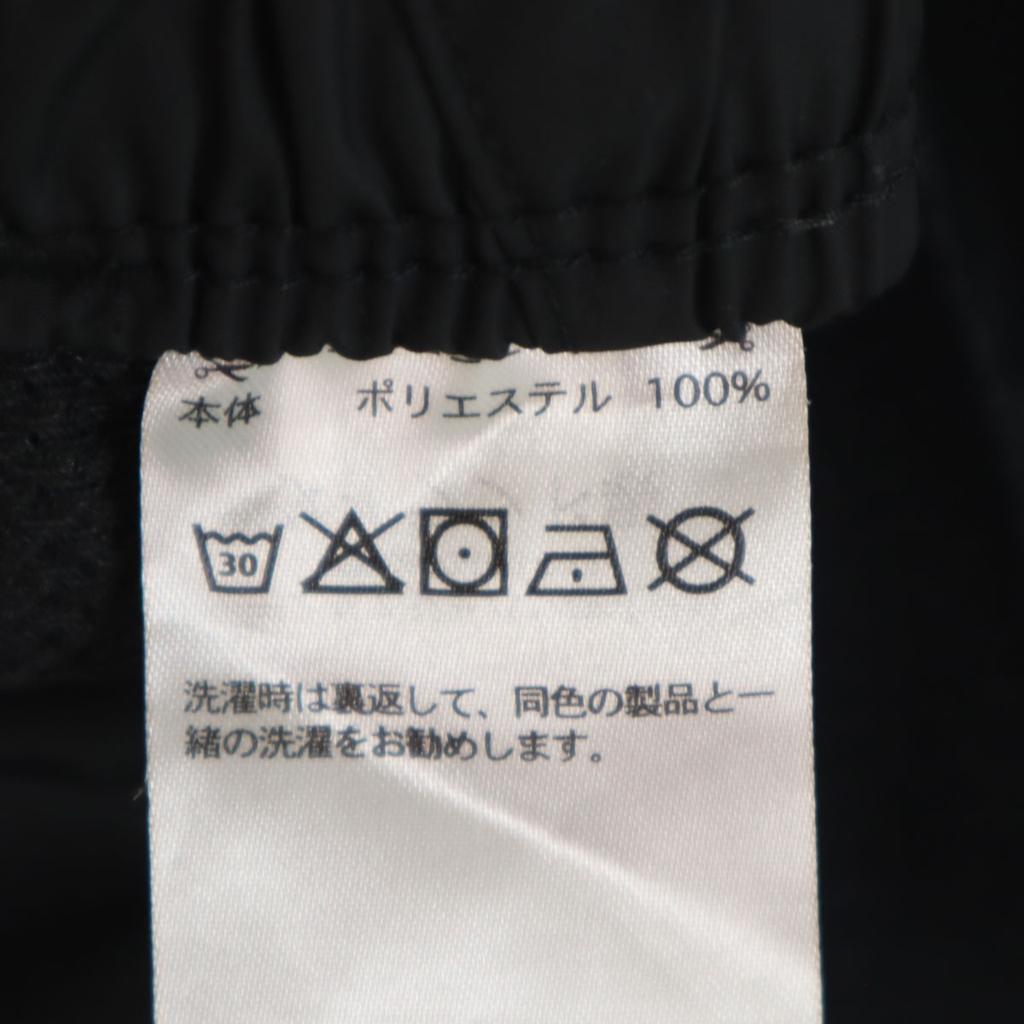 本体 ポリエステル 100%
30
洗濯時は裏返して、同色の製品と一
緒の洗濯をお勧めします。